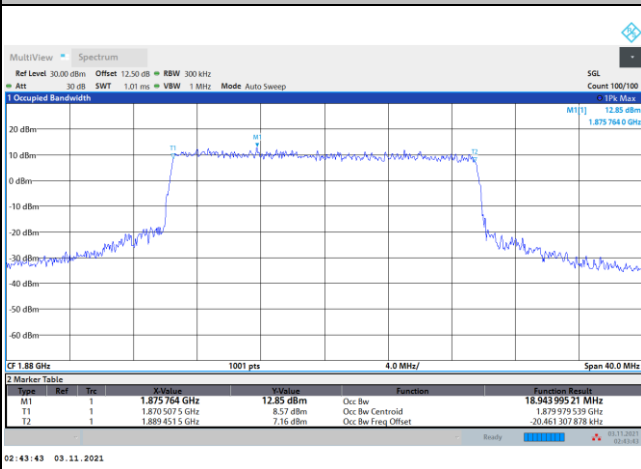 MultiView Spectrum
Ref Level 30.00 dBm Offset 12.50 dB RBW 300 kHz SGL
Att 30 dB SWT 1.01 ms VBW 1 MHz Mode Auto Sweep Count 100/100
1 Occupied Bandwidth 1Pk Max
M1[1] 12.85 dBm
1.875 764 0 GHz
20 dBm
M1
T1 T2
10 dBm
0 dBm
-10 dBm
-20 dBm
-30 dBm
-40 dBm
-50 dBm
-60 dBm
CF 1.88 GHz 1001 pts 4.0 MHz/ Span 40.0 MHz
2 Marker Table
Type Ref Trc X-Value Y-Value Function Function Result
M1 1 1.875764 GHz 12.85 dBm Occ Bw 18.943 995 21 MHz
T1 1 1.870 507 5 GHz 8.57 dBm Occ Bw Centroid 1.879 979 539 GHz
T2 1 1.889 451 5 GHz 7.16 dBm Occ Bw Freq Offset -20.461 307 878 kHz
Ready 03.11.2021
02:43:43
02:43:43 03.11.2021